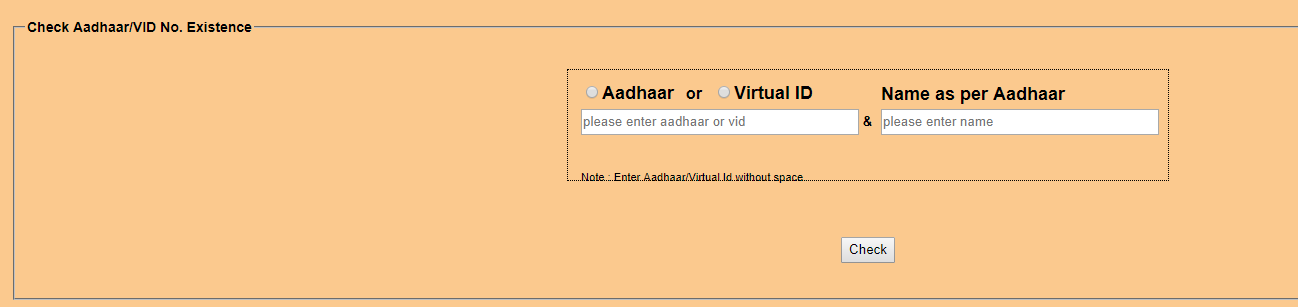 Check Aadhaar/VID No. Existence
Aadhaar or Virtual ID Name as per Aadhaar
please enter aadhaar or vid & please enter name
Note : Enter Aadhaar/Virtual Id without space
Check